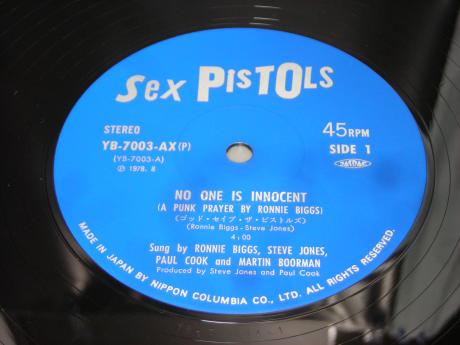 Sex PISTOLS
STEREO
YB-7003-AX(P)
(YB-7003-A)
Ⓟ 1978. 8
45RPM
SIDE 1
NO ONE IS INNOCENT
(A PUNK PRAYER BY RONNIE BIGGS)
(ゴッド・セイブ・ザ・ピストルズ)
(Ronnie Biggs-Steve Jones)
4:00
Sung by RONNIE BIGGS, STEVE JONES,
PAUL COOK and MARTIN BOORMAN
Produced by Steve Jones and Paul Cook
MADE IN JAPAN BY NIPPON COLUMBIA CO., LTD. ALL RIGHTS RESERVED.